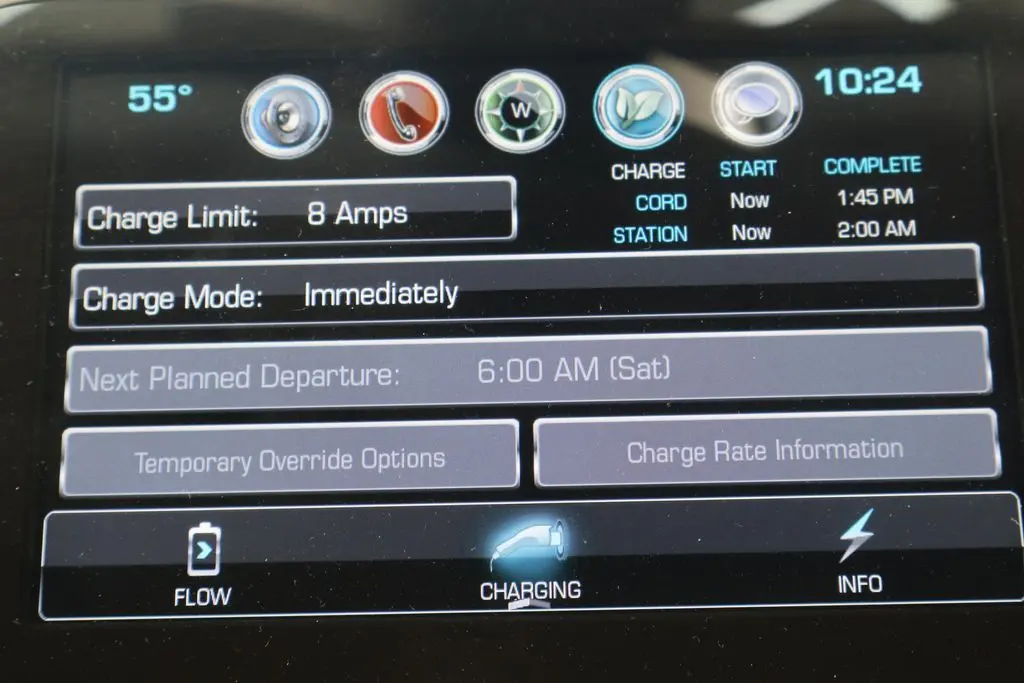 55°
W
10:24
CHARGE START COMPLETE
CORD Now 1:45 PM
STATION Now 2:00 AM
Charge Limit: 8 Amps
Charge Mode: Immediately
Next Planned Departure: 6:00 AM (Sat)
Temporary Override Options
Charge Rate Information
FLOW
CHARGING
INFO